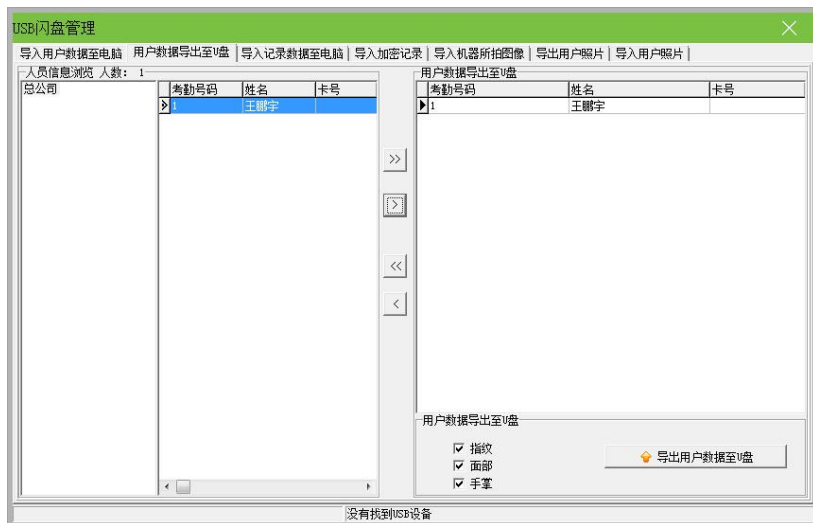 USB闪盘管理
导入用户数据至电脑 用户数据导出至U盘 导入记录数据至电脑 导入加密记录 导入机器所拍图像 导出用户照片 导入用户照片
人员信息浏览 人数: 1
总公司
考勤号码 姓名 卡号
1 王鹏宇
>>
>
<<
<
用户数据导出至U盘
考勤号码 姓名 卡号
1 王鹏宇
用户数据导出至U盘
指纹
面部
手掌
导出用户数据至U盘
没有找到USB设备